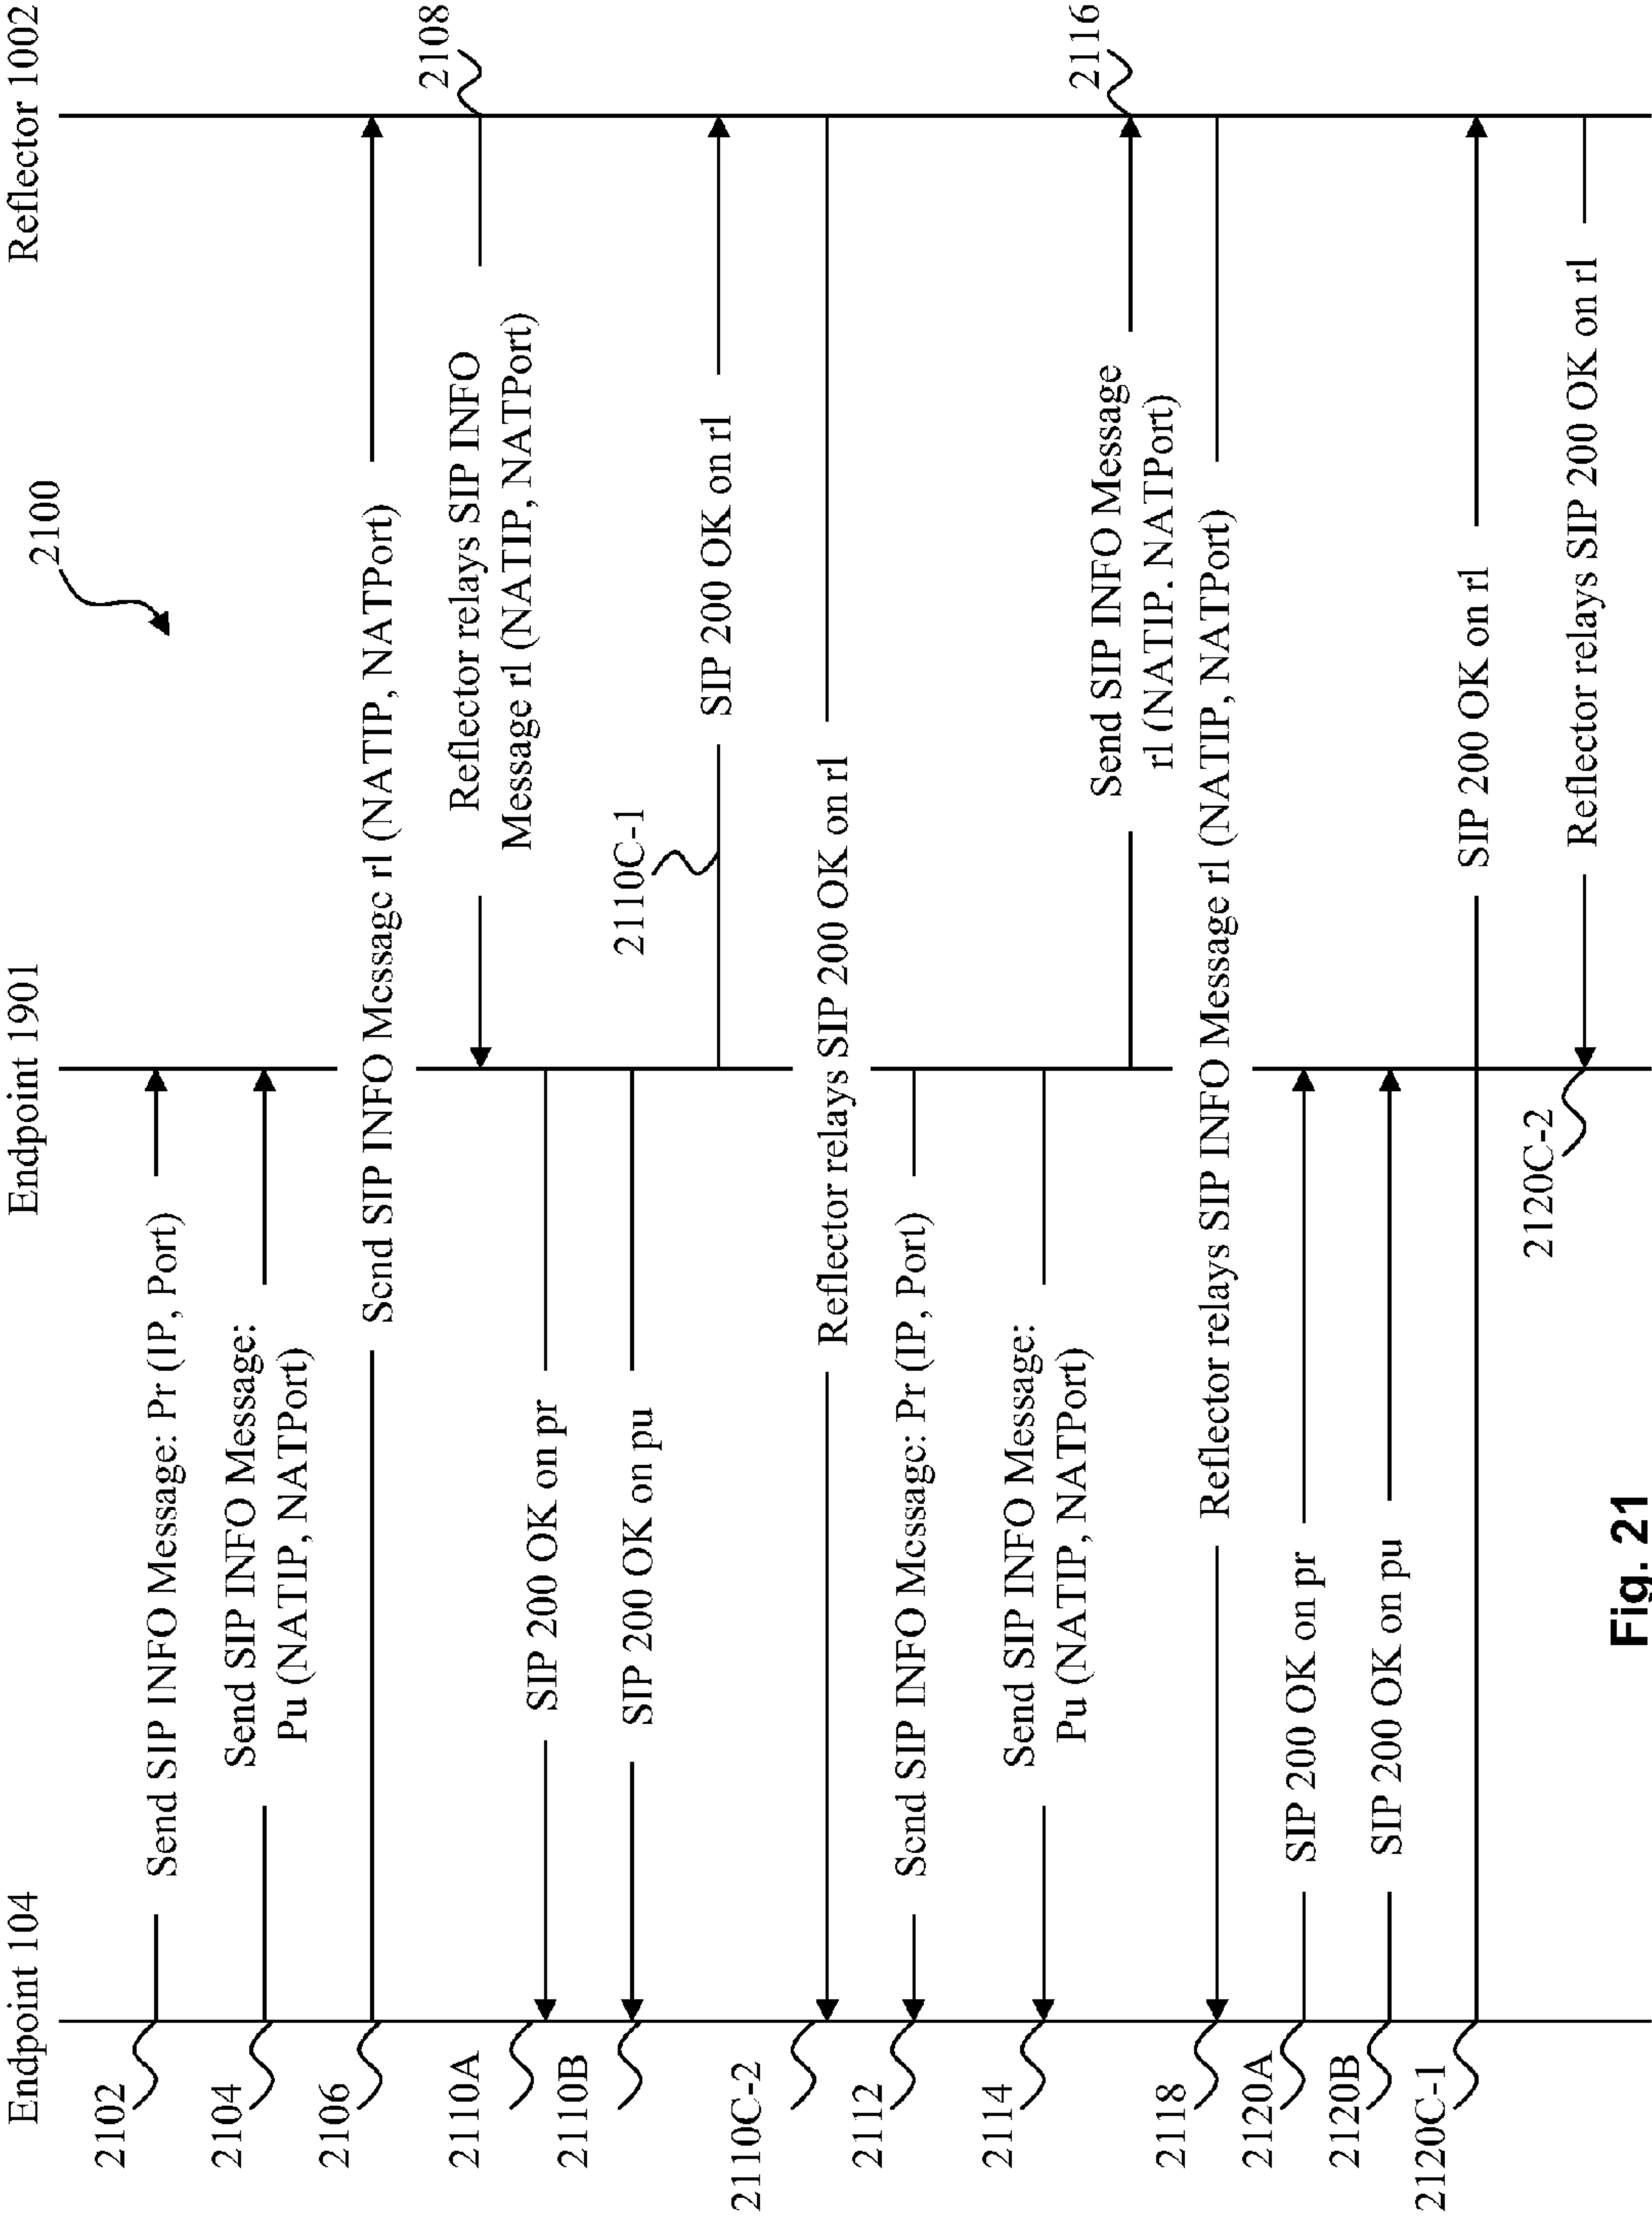 Endpoint 104
Endpoint 1901
Reflector 1002
2100
2102
Send SIP INFO Message: Pr (IP, Port)
2104
Send SIP INFO Message:
Pu (NATIP, NATPort)
2106
Send SIP INFO Message rl (NATIP, NATPort)
2108
Reflector relays SIP INFO
Message rl (NATIP, NATPort)
2110A
SIP 200 OK on pr
2110B
SIP 200 OK on pu
2110C-1
SIP 200 OK on rl
2110C-2
Reflector relays SIP 200 OK on rl
2112
Send SIP INFO Message: Pr (IP, Port)
2114
Send SIP INFO Message:
Pu (NATIP, NATPort)
2116
Send SIP INFO Message
rl (NATIP. NATPort)
2118
Reflector relays SIP INFO Message rl (NATIP, NATPort)
2120A
SIP 200 OK on pr
2120B
SIP 200 OK on pu
2120C-1
SIP 200 OK on rl
2120C-2
Reflector relays SIP 200 OK on rl
Fig. 21